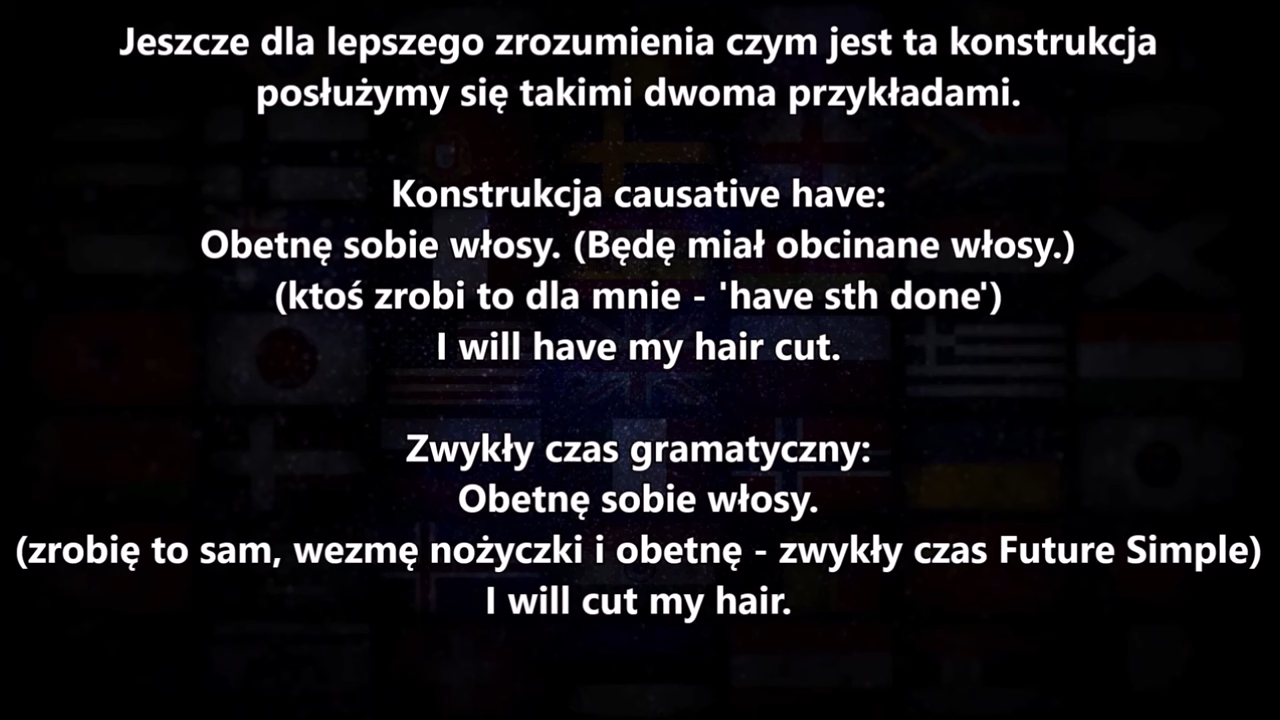 Jeszcze dla lepszego zrozumienia czym jest ta konstrukcja
posłużymy się takimi dwoma przykładami.
Konstrukcja causative have:
Obetnę sobie włosy. (Będę miał obcinane włosy.)
(ktoś zrobi to dla mnie - 'have sth done')
I will have my hair cut.
Zwykły czas gramatyczny:
Obetnę sobie włosy.
(zrobię to sam, wezmę nożyczki i obetnę - zwykły czas Future Simple)
I will cut my hair.